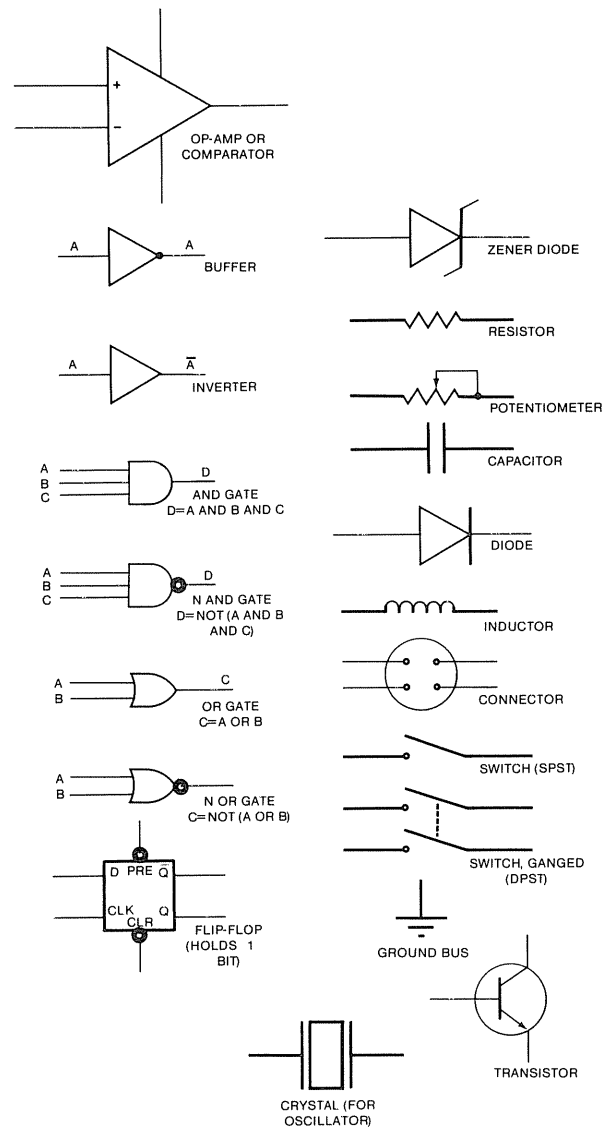 +
−
OP-AMP OR
COMPARATOR
A A
BUFFER
A A̅
INVERTER
A
B
C
D
AND GATE
D=A AND B AND C
A
B
C
D
N AND GATE
D=NOT (A AND B
AND C)
A
B
C
OR GATE
C=A OR B
A
B
N OR GATE
C=NOT (A OR B)
D PRE Q̅
CLK Q
CLR
FLIP-FLOP
(HOLDS 1
BIT)
ZENER DIODE
RESISTOR
POTENTIOMETER
CAPACITOR
DIODE
INDUCTOR
CONNECTOR
SWITCH (SPST)
SWITCH, GANGED
(DPST)
GROUND BUS
TRANSISTOR
CRYSTAL (FOR
OSCILLATOR)